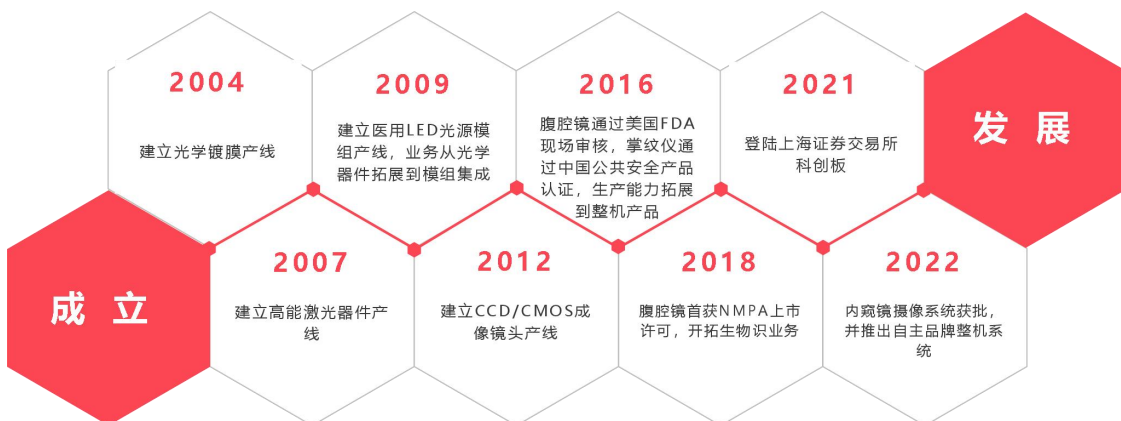 成 立
2004
建立光学镀膜产线
2007
建立高能激光器件产
线
2009
建立医用LED光源模
组产线，业务从光学
器件拓展到模组集成
2012
建立CCD/CMOS成
像镜头产线
2016
腹腔镜通过美国FDA
现场审核，掌纹仪通
过中国公共安全产品
认证，生产能力拓展
到整机产品
2018
腹腔镜首获NMPA上市
许可，开拓生物识业务
2021
登陆上海证券交易所
科创板
2022
内窥镜摄像系统获批，
并推出自主品牌整机系
统
发 展